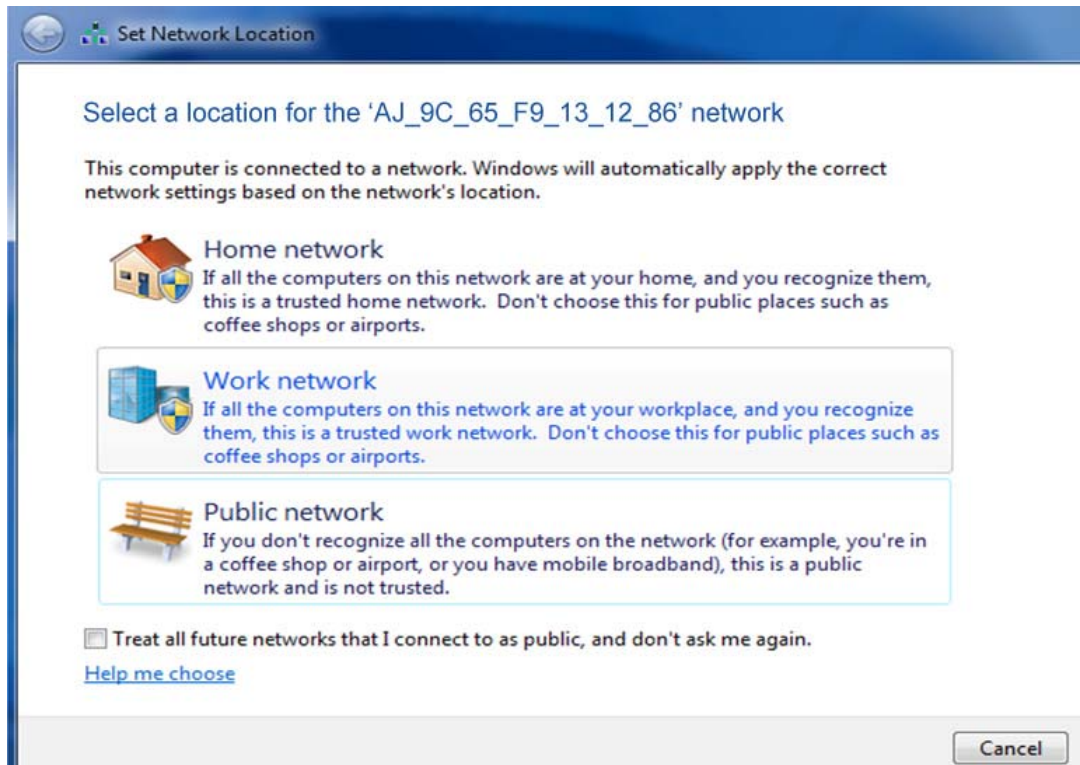 Set Network Location
Select a location for the ‘AJ_9C_65_F9_13_12_86’ network
This computer is connected to a network. Windows will automatically apply the correct
network settings based on the network's location.
Home network
If all the computers on this network are at your home, and you recognize them,
this is a trusted home network.  Don't choose this for public places such as
coffee shops or airports.
Work network
If all the computers on this network are at your workplace, and you recognize
them, this is a trusted work network.  Don't choose this for public places such as
coffee shops or airports.
Public network
If you don't recognize all the computers on the network (for example, you're in
a coffee shop or airport, or you have mobile broadband), this is a public
network and is not trusted.
Treat all future networks that I connect to as public, and don't ask me again.
Help me choose
Cancel